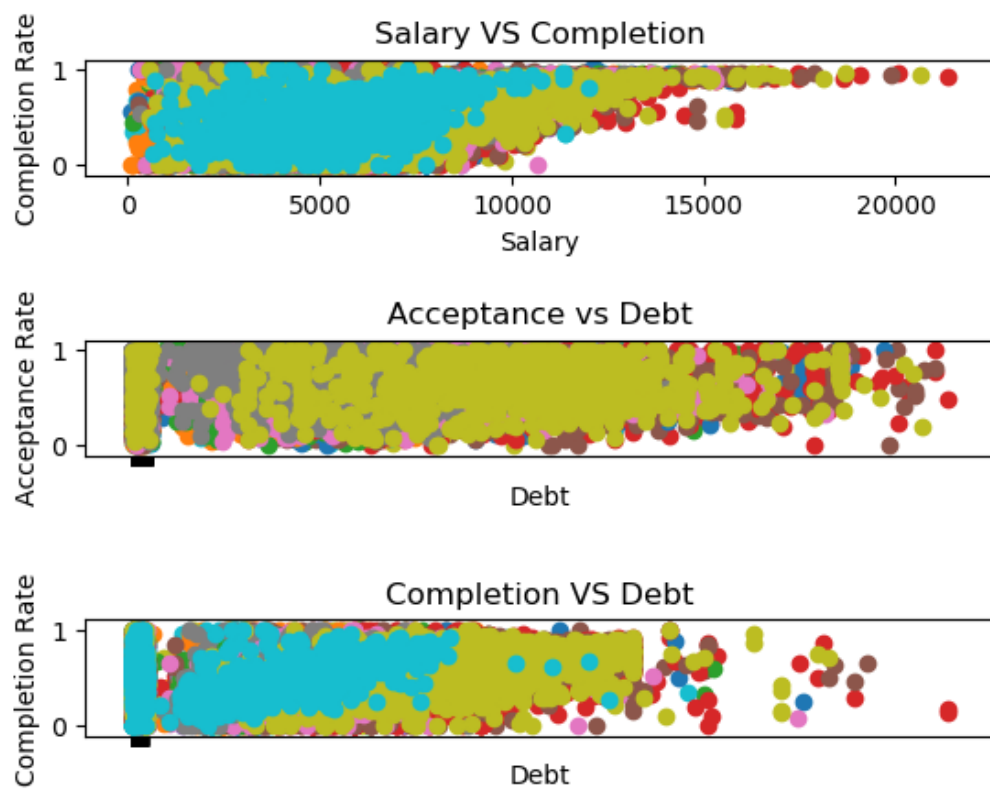 Salary VS Completion
Completion Rate
1
0
0 5000 10000 15000 20000
Salary
Acceptance vs Debt
Acceptance Rate
1
0
Debt
Completion VS Debt
Completion Rate
1
0
Debt